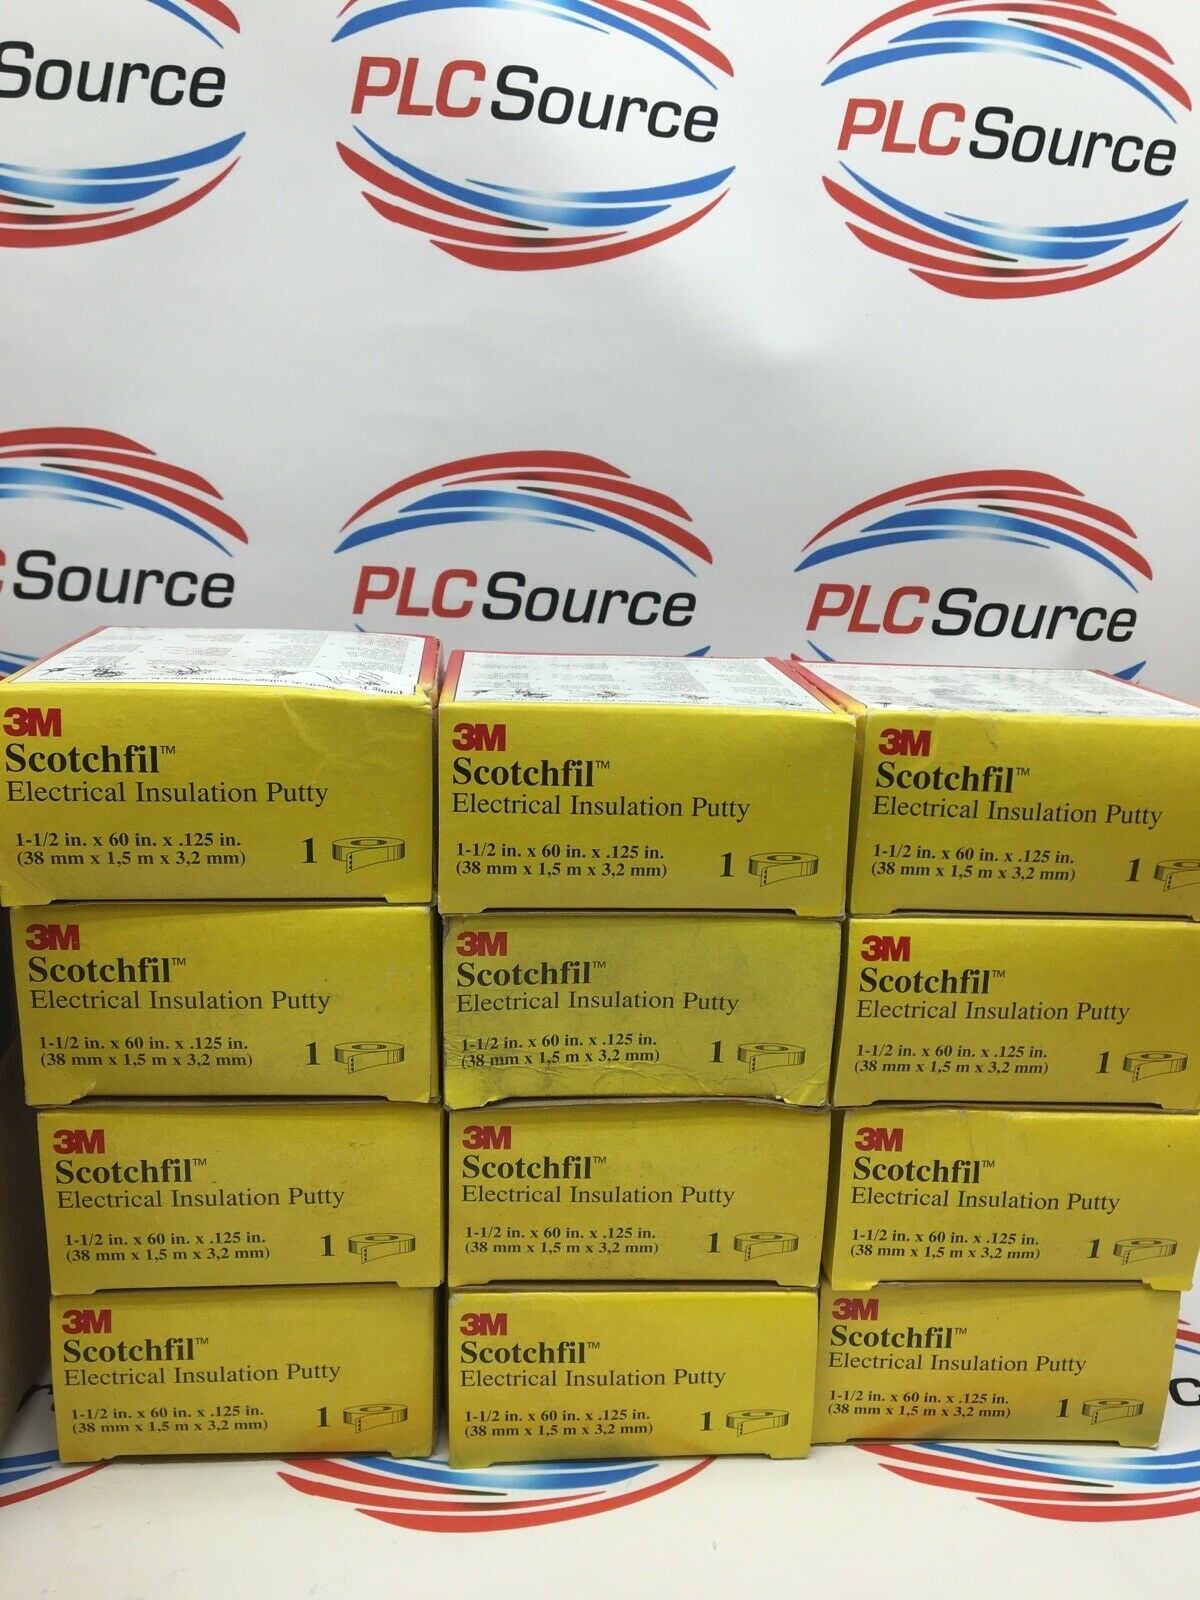 Source
PLC Source
PLC Source
Source
PLC Source
PLC Source
3M
Scotchfil™
Electrical Insulation Putty
1-1/2 in. x 60 in. x .125 in.
(38 mm x 1,5 m x 3,2 mm)
1
3M
Scotchfil™
Electrical Insulation Putty
1-1/2 in. x 60 in. x .125 in.
(38 mm x 1,5 m x 3,2 mm)
1
3M
Scotchfil™
Electrical Insulation Putty
1-1/2 in. x 60 in. x .125 in.
(38 mm x 1,5 m x 3,2 mm)
1
3M
Scotchfil™
Electrical Insulation Putty
1-1/2 in. x 60 in. x .125 in.
(38 mm x 1,5 m x 3,2 mm)
1
3M
Scotchfil™
Electrical Insulation Putty
1-1/2 in. x 60 in. x .125 in.
(38 mm x 1,5 m x 3,2 mm)
1
3M
Scotchfil™
Electrical Insulation Putty
1-1/2 in. x 60 in. x .125 in.
(38 mm x 1,5 m x 3,2 mm)
1
3M
Scotchfil™
Electrical Insulation Putty
1-1/2 in. x 60 in. x .125 in.
(38 mm x 1,5 m x 3,2 mm)
1
3M
Scotchfil™
Electrical Insulation Putty
1-1/2 in. x 60 in. x .125 in.
(38 mm x 1,5 m x 3,2 mm)
1
3M
Scotchfil™
Electrical Insulation Putty
1-1/2 in. x 60 in. x .125 in.
(38 mm x 1,5 m x 3,2 mm)
1
3M
Scotchfil™
Electrical Insulation Putty
1-1/2 in. x 60 in. x .125 in.
(38 mm x 1,5 m x 3,2 mm)
1
3M
Scotchfil™
Electrical Insulation Putty
1-1/2 in. x 60 in. x .125 in.
(38 mm x 1,5 m x 3,2 mm)
1
3M
Scotchfil™
Electrical Insulation Putty
1-1/2 in. x 60 in. x .125 in.
(38 mm x 1,5 m x 3,2 mm)
1